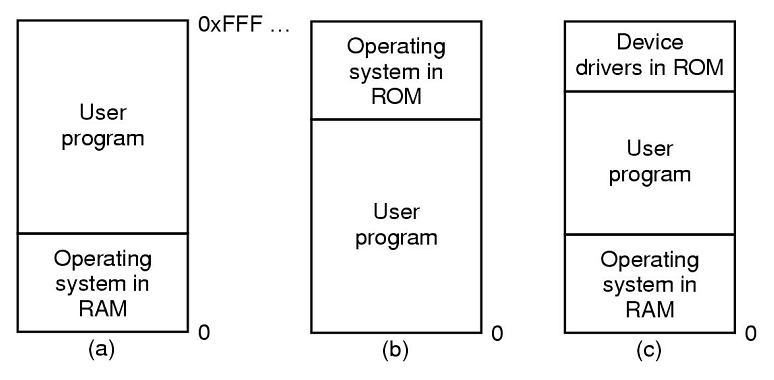 0xFFF ...
User
program
Operating
system in
RAM
0
(a)
Operating
system in
ROM
User
program
0
(b)
Device
drivers in ROM
User
program
Operating
system in
RAM
0
(c)